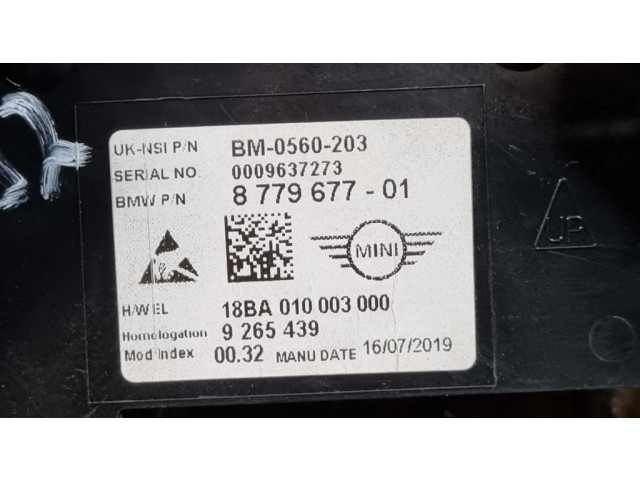 UK-NSI P/N BM-0560-203
SERIAL NO. 0009637273
BMW P/N 8 779 677 - 01
MINI
UP
H/W EL 18BA 010 003 000
Homologation 9 265 439
Mod Index 00.32 MANU DATE 16/07/2019